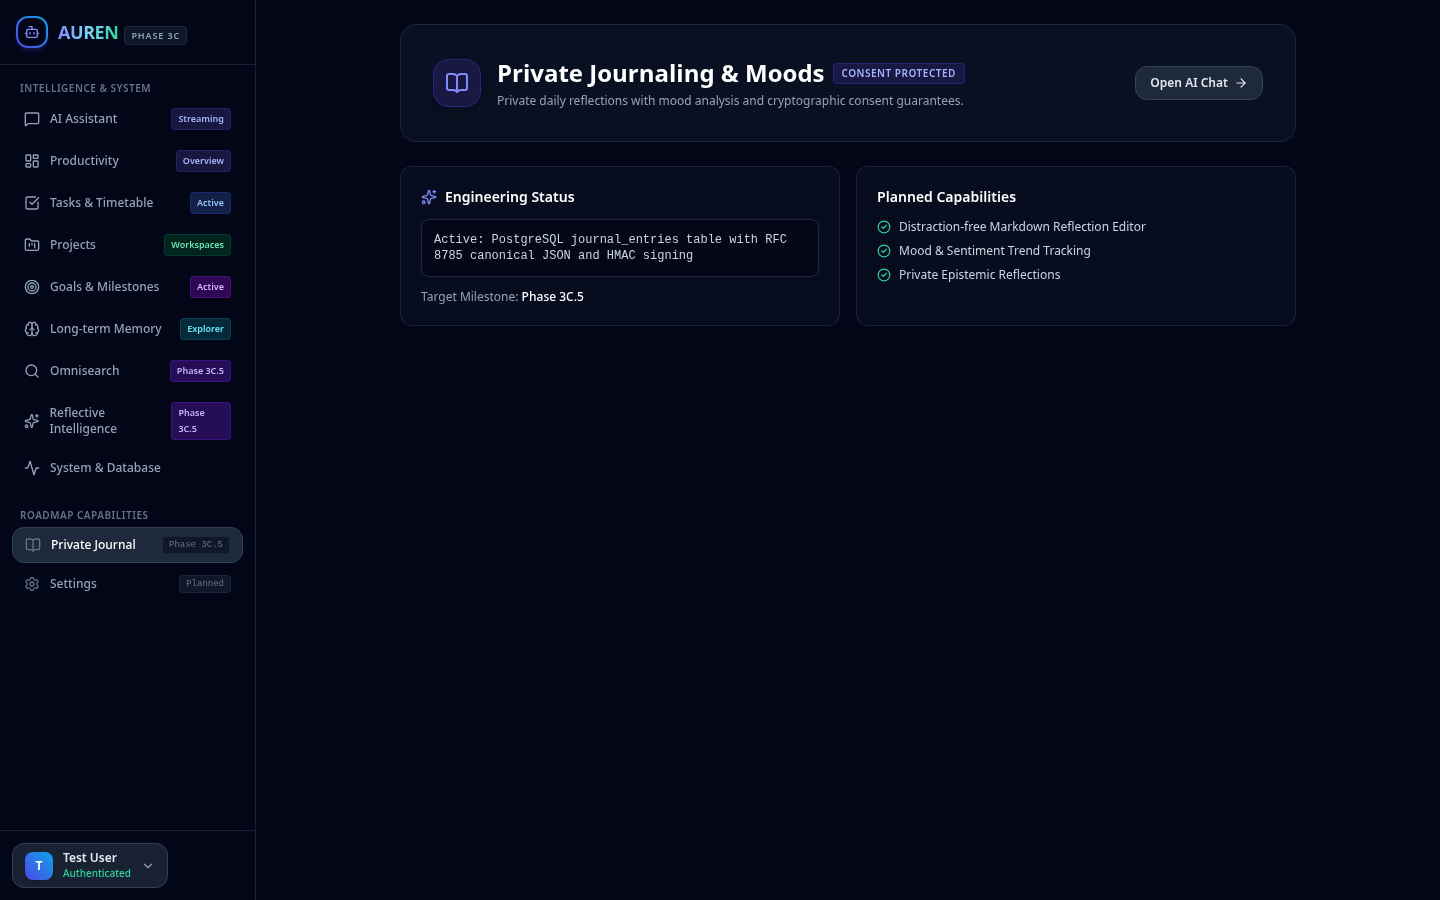 AUREN PHASE 3C
INTELLIGENCE & SYSTEM
AI Assistant Streaming
Productivity Overview
Tasks & Timetable Active
Projects Workspaces
Goals & Milestones Active
Long-term Memory Explorer
Omnisearch Phase 3C.5
Reflective Phase
Intelligence 3C.5
System & Database
ROADMAP CAPABILITIES
Private Journal Phase 3C.5
Settings Planned
T Test User
Authenticated
Private Journaling & Moods CONSENT PROTECTED
Private daily reflections with mood analysis and cryptographic consent guarantees.
Open AI Chat
Engineering Status
Active: PostgreSQL journal_entries table with RFC
8785 canonical JSON and HMAC signing
Target Milestone: Phase 3C.5
Planned Capabilities
Distraction-free Markdown Reflection Editor
Mood & Sentiment Trend Tracking
Private Epistemic Reflections